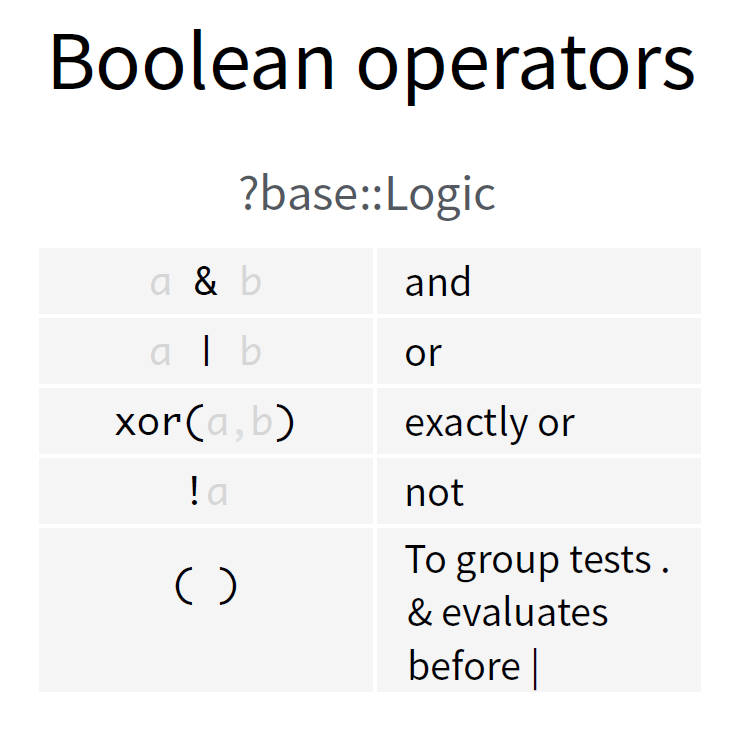 Boolean operators
?base::Logic
a & b and
a | b or
xor(a,b) exactly or
!a not
( ) To group tests .
& evaluates
before |